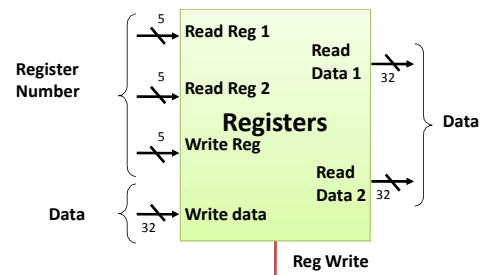 5
Read Reg 1
Register
Number
5
Read Reg 2
Registers
5
Write Reg
Data
32
Write data
Read
Data 1
32
Read
Data 2
32
Data
Reg Write